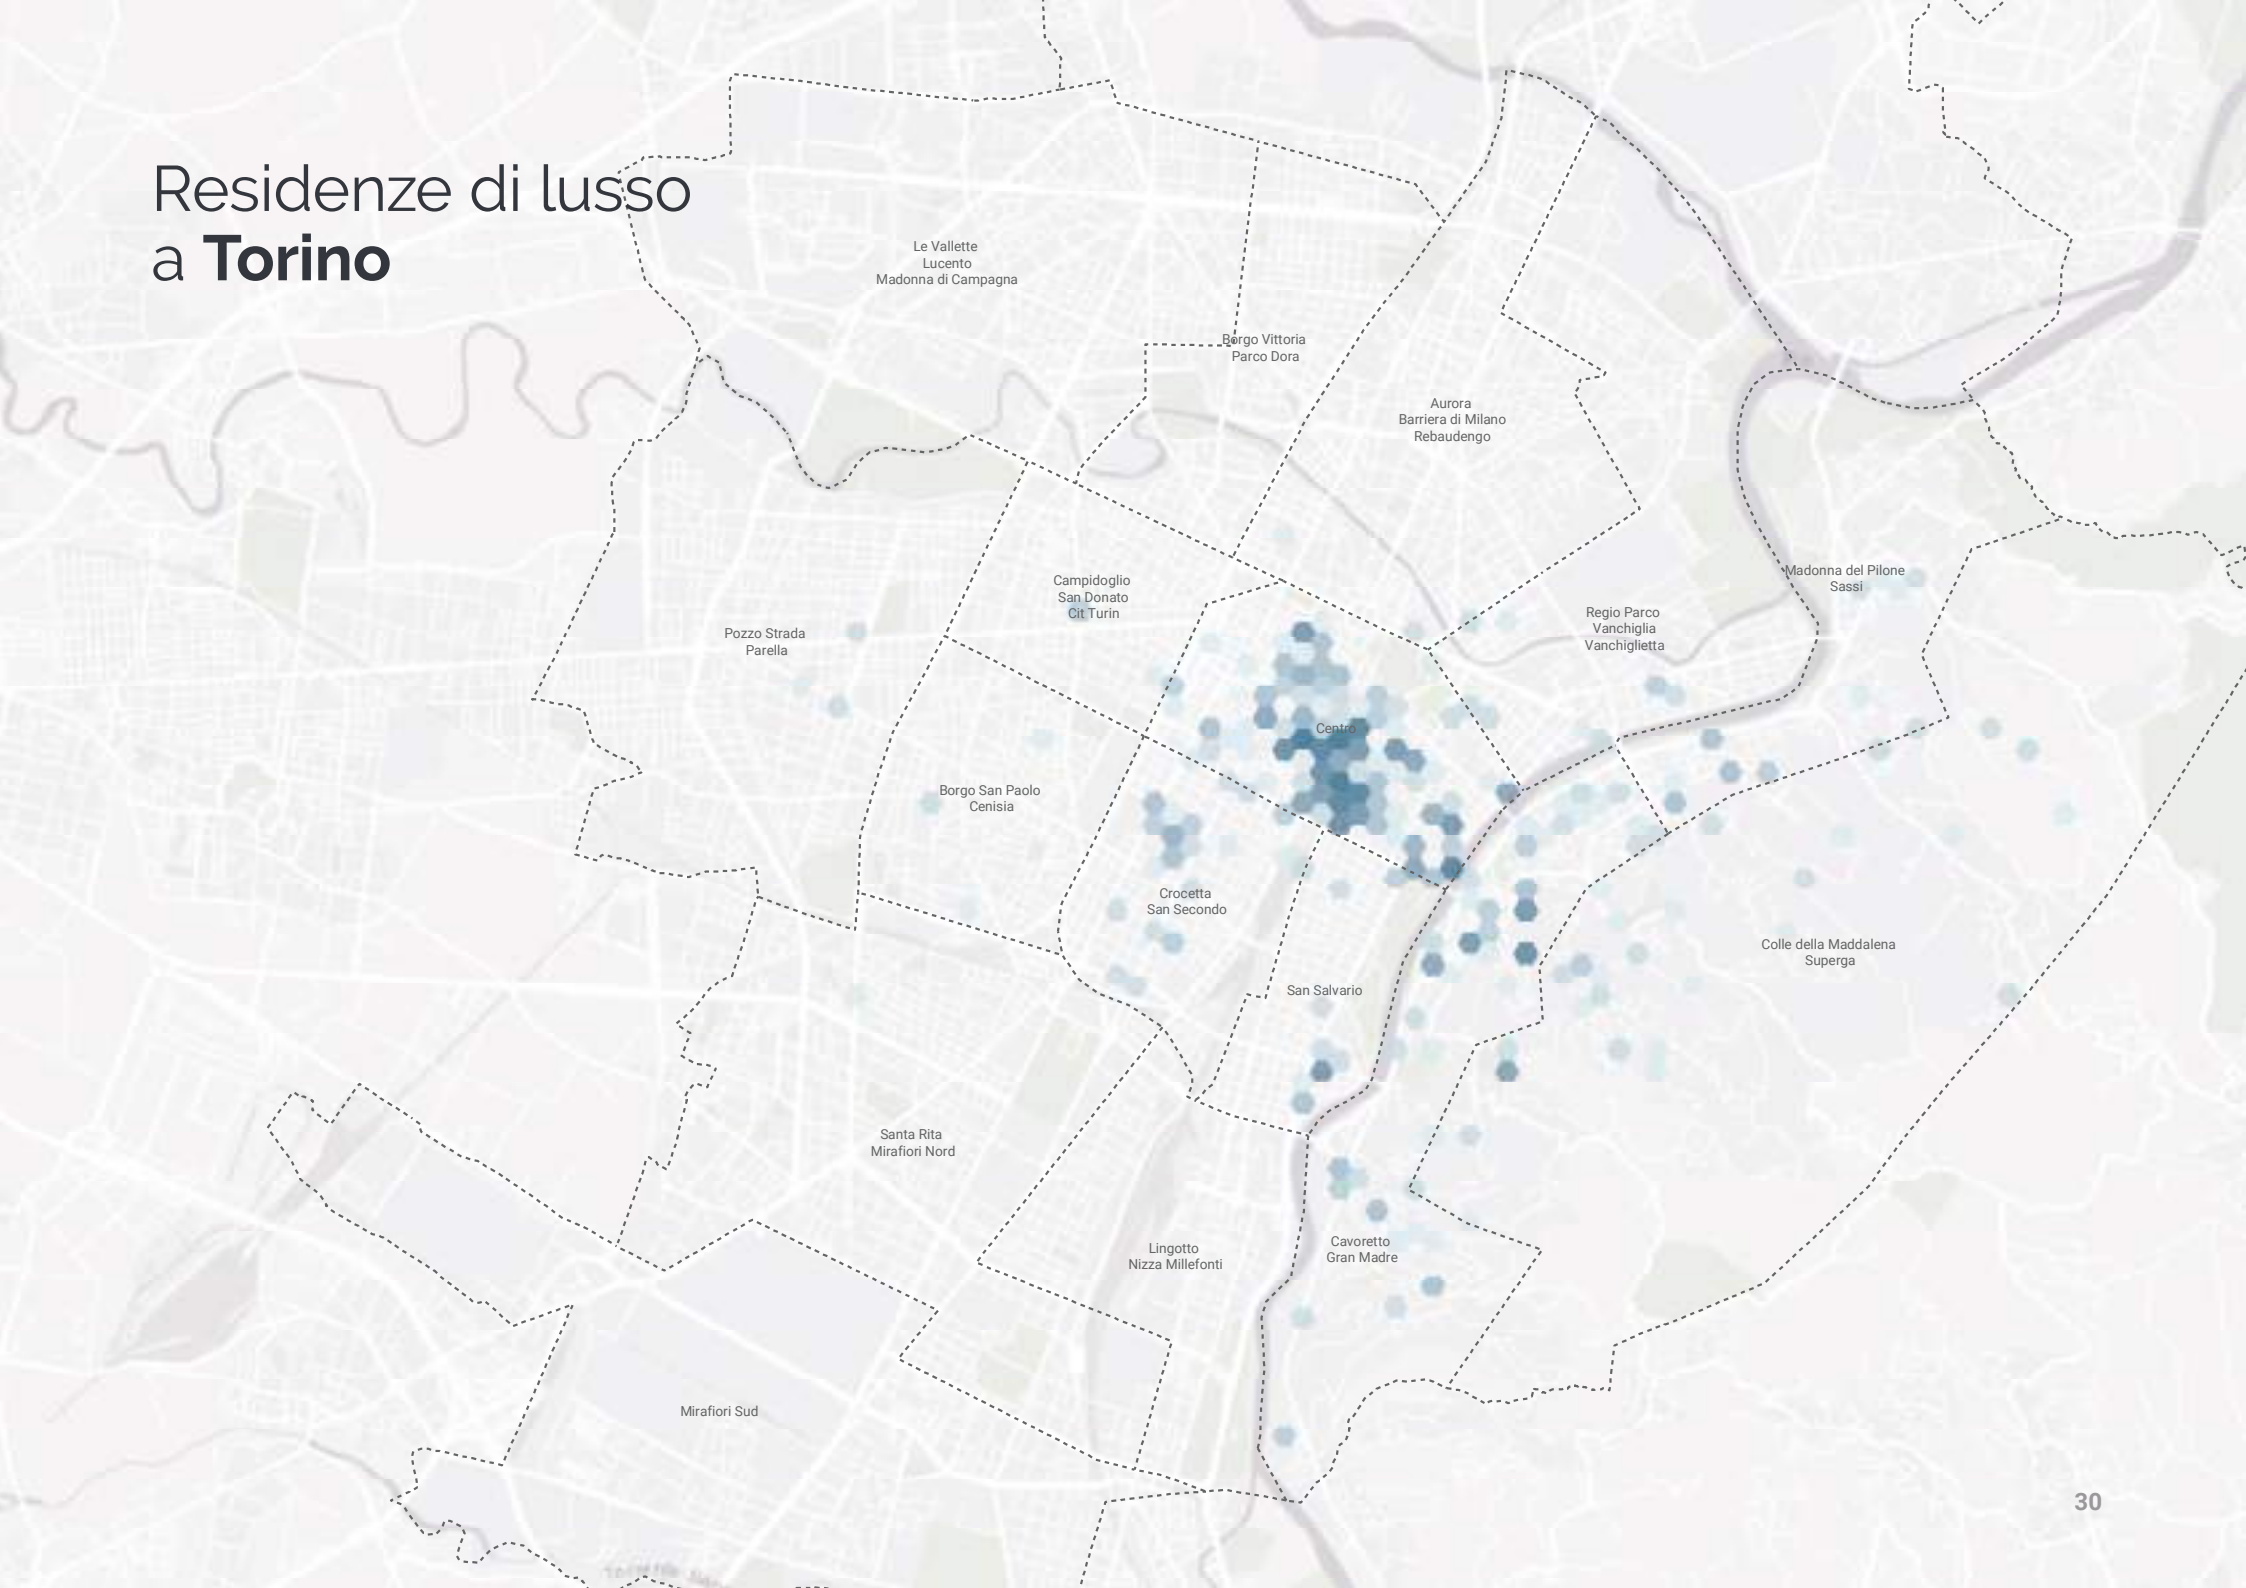 Residenze di lusso
a Torino
Le Vallette
Lucento
Madonna di Campagna
Borgo Vittoria
Parco Dora
Aurora
Barriera di Milano
Rebaudengo
Madonna del Pilone
Sassi
Campidoglio
San Donato
Cit Turin
Regio Parco
Vanchiglia
Vanchiglietta
Pozzo Strada
Parella
Centro
Borgo San Paolo
Cenisia
Crocetta
San Secondo
Colle della Maddalena
Superga
San Salvario
Santa Rita
Mirafiori Nord
Lingotto
Nizza Millefonti
Cavoretto
Gran Madre
Mirafiori Sud
30